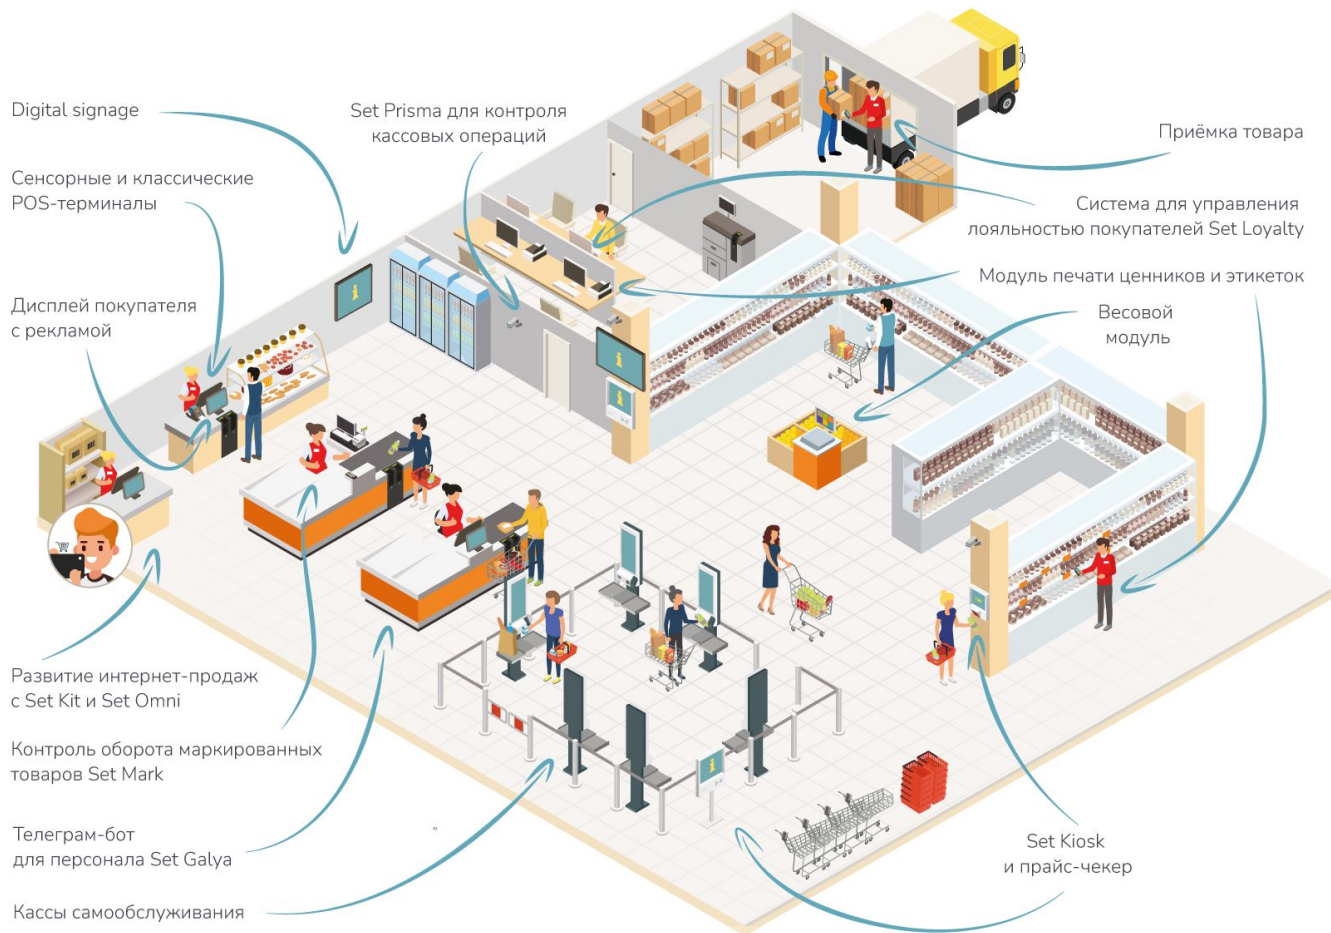 Digital signage
Set Prisma для контроля
кассовых операций
Приёмка товара
Сенсорные и классические
POS-терминалы
Система для управления
лояльностью покупателей Set Loyalty
Модуль печати ценников и этикеток
Дисплей покупателя
с рекламой
Весовой
модуль
Развитие интернет-продаж
с Set Kit и Set Omni
Контроль оборота маркированных
товаров Set Mark
Телеграм-бот
для персонала Set Galya
Set Kiosk
и прайс-чекер
Кассы самообслуживания